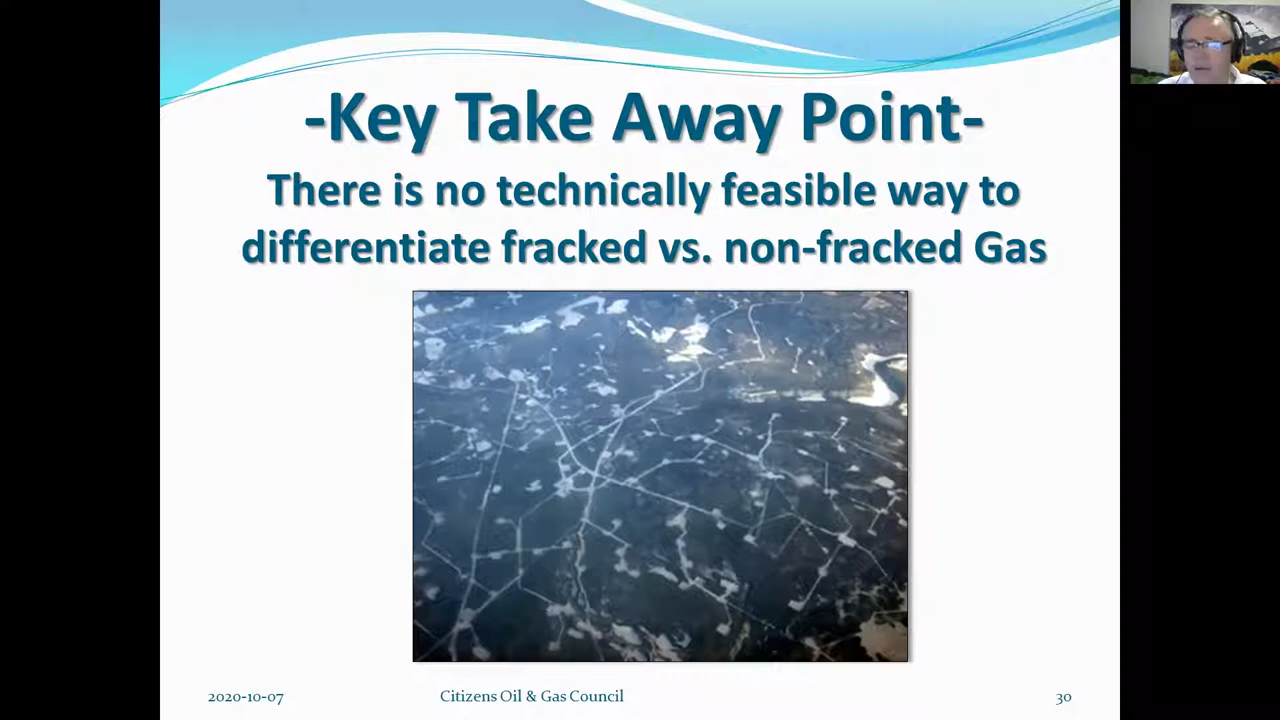 -Key Take Away Point-
There is no technically feasible way to
differentiate fracked vs. non-fracked Gas
2020-10-07
Citizens Oil & Gas Council
30